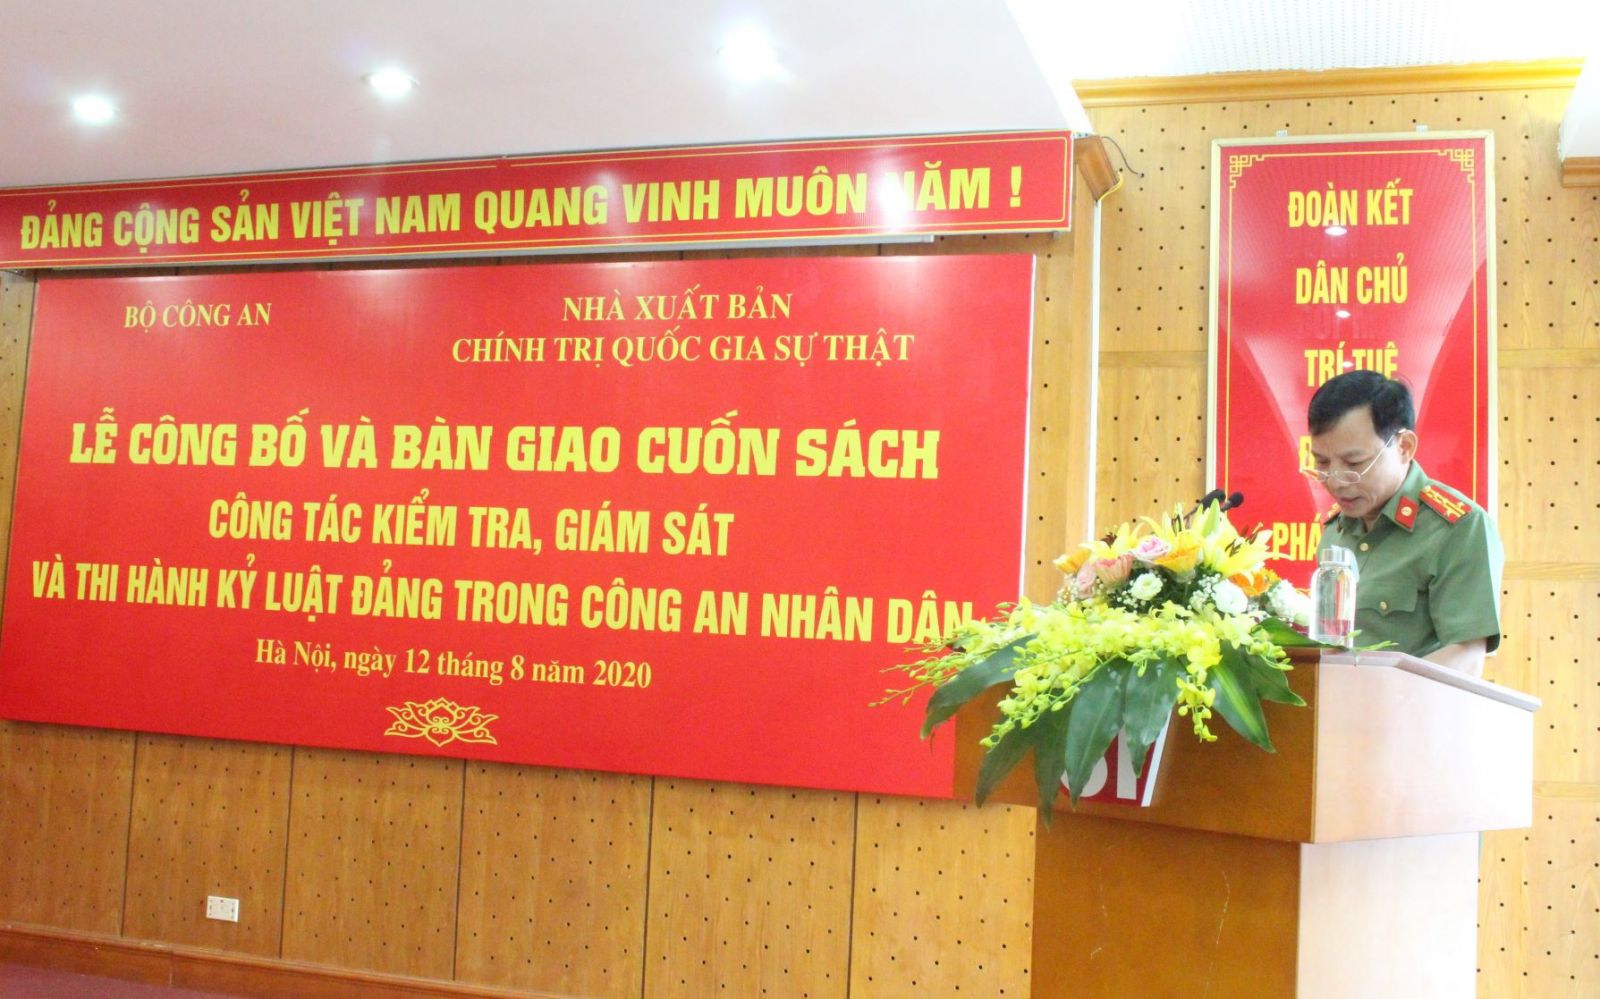 ĐẢNG CỘNG SẢN VIỆT NAM QUANG VINH MUÔN NĂM !
BỘ CÔNG AN
NHÀ XUẤT BẢN
CHÍNH TRỊ QUỐC GIA SỰ THẬT
LỄ CÔNG BỐ VÀ BÀN GIAO CUỐN SÁCH
CÔNG TÁC KIỂM TRA, GIÁM SÁT
VÀ THI HÀNH KỶ LUẬT ĐẢNG TRONG CÔNG AN NHÂN DÂN
Hà Nội, ngày 12 tháng 8 năm 2020
ĐOÀN KẾT
DÂN CHỦ
TRÍ TUỆ